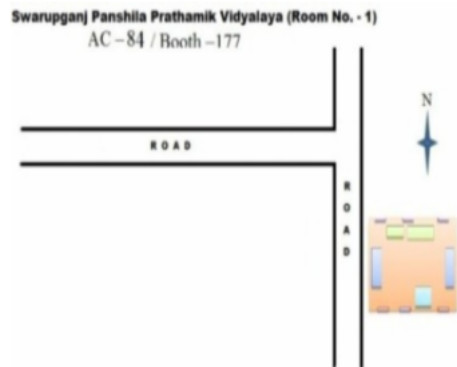 Swarupganj Panshila Prathamik Vidyalaya (Room No. - 1)
AC – 84 / Booth –177
N
ROAD
ROAD